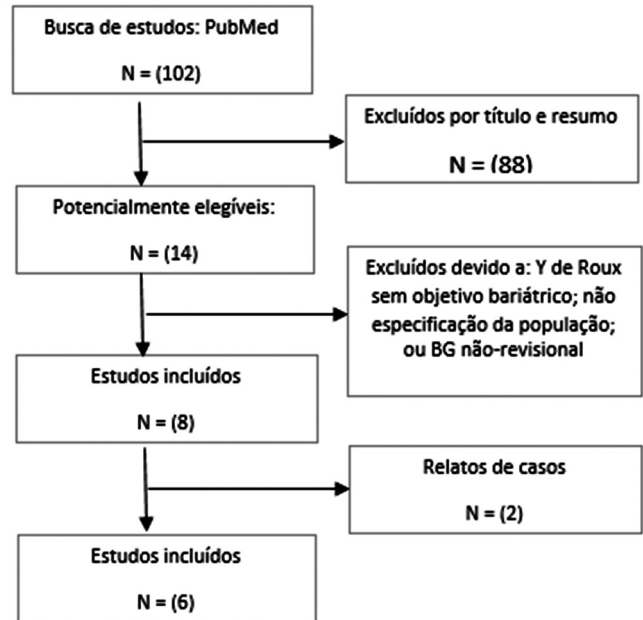 Busca de estudos: PubMed
N = (102)
Excluídos por título e resumo
N = (88)
Potencialmente elegíveis:
N = (14)
Excluídos devido a: Y de Roux
sem objetivo bariátrico; não
especificação da população;
ou BG não-revisional
Estudos incluídos
N = (8)
Relatos de casos
N = (2)
Estudos incluídos
N = (6)